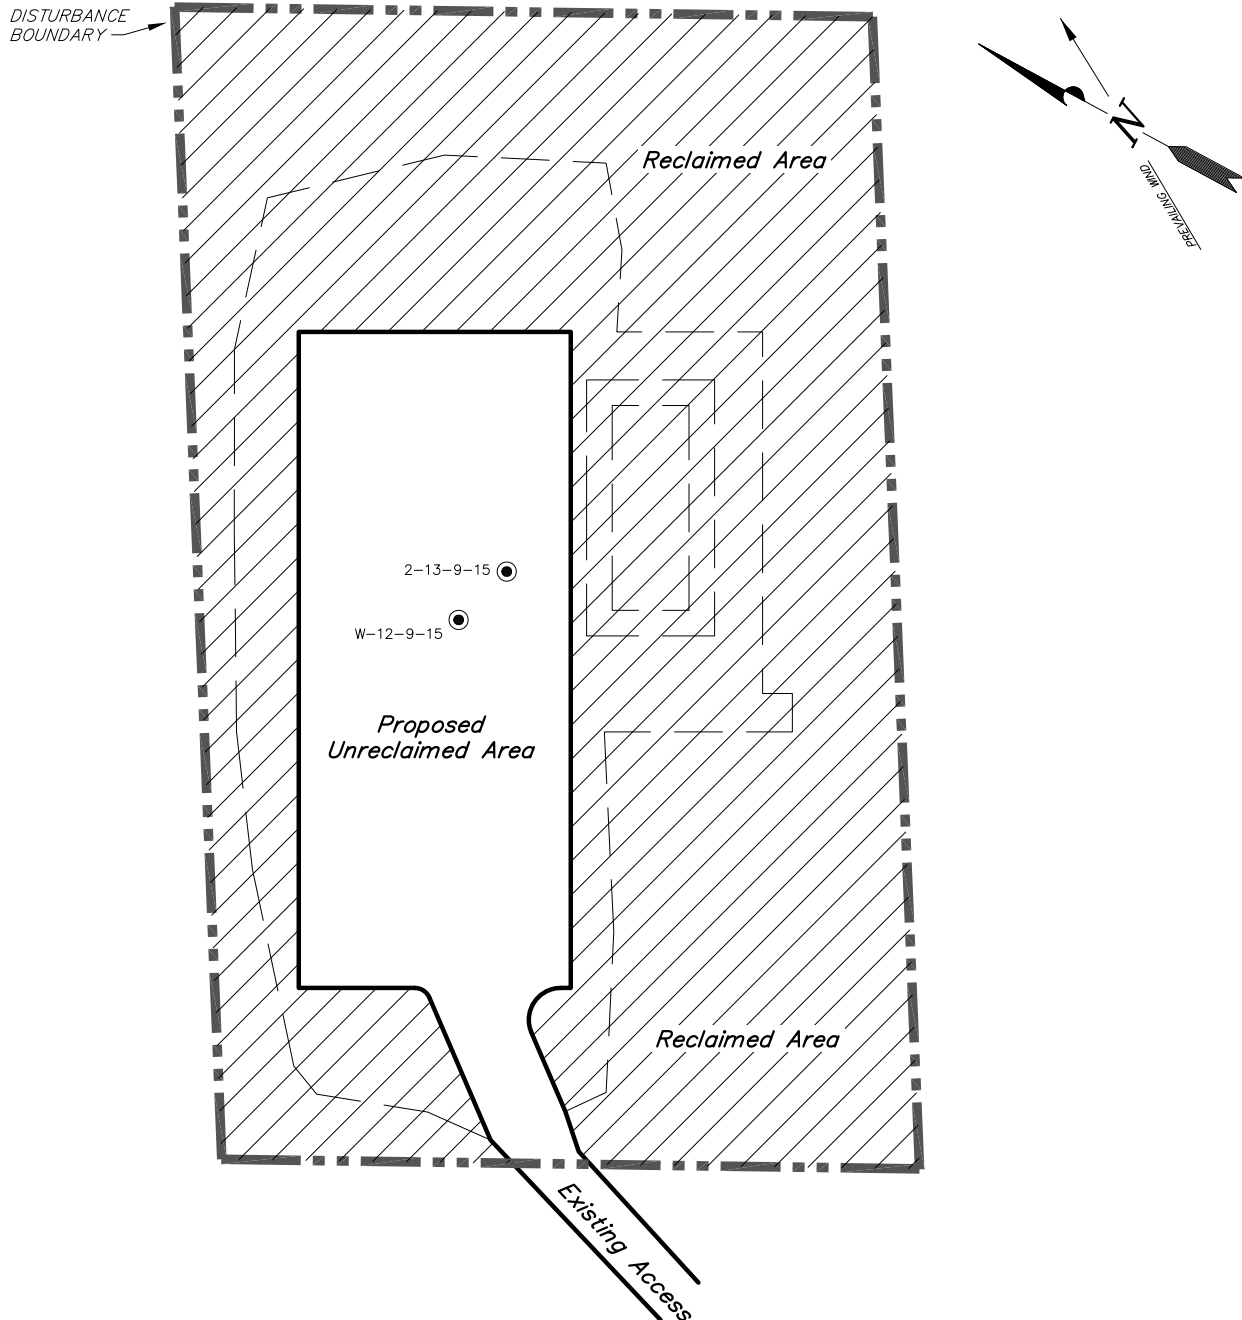 DISTURBANCE
BOUNDARY
Reclaimed Area
N
PREVAILING WIND
2-13-9-15
W-12-9-15
Proposed
Unreclaimed Area
Reclaimed Area
Existing Access